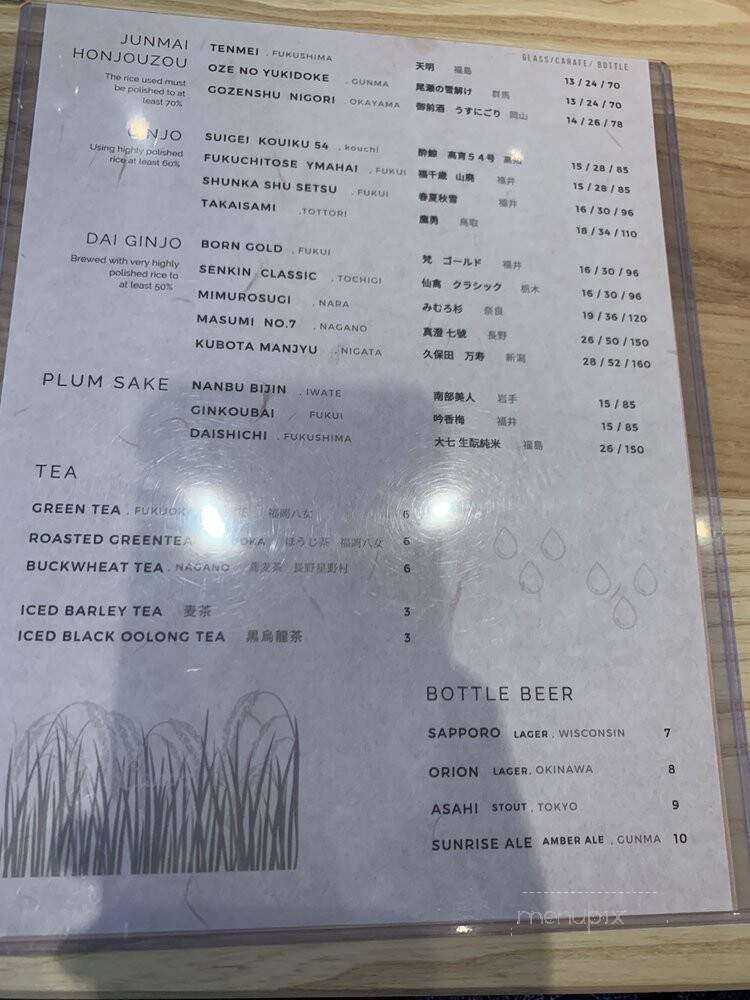 GLASS/CARAFE/ BOTTLE
JUNMAI HONJOUZOU
The rice used must
be polished to at
least 70%
TENMEI . FUKUSHIMA 天明 福島 13 / 24 / 70
OZE NO YUKIDOKE . GUNMA 尾瀬の雪解け 群馬 13 / 24 / 70
GOZENSHU NIGORI . OKAYAMA 御前酒 うすにごり 岡山 14 / 26 / 78
GINJO
Using highly polished
rice at least 60%
SUIGEI KOUIKU 54 . kouchi 酔鯨 高育54号 15 / 28 / 85
FUKUCHITOSE YMAHAI . FUKUI 福千歳 山廃 福井 15 / 28 / 85
SHUNKA SHU SETSU . FUKUI 春夏秋雪 福井 16 / 30 / 96
TAKAISAMI .TOTTORI 鷹勇 鳥取 18 / 34 / 110
DAI GINJO
Brewed with very highly
polished rice to
at least 50%
BORN GOLD . FUKUI 梵 ゴールド 福井 16 / 30 / 96
SENKIN CLASSIC . TOCHIGI 仙禽 クラシック 栃木 16 / 30 / 96
MIMUROSUGI . NARA みむろ杉 奈良 19 / 36 / 120
MASUMI NO.7 . NAGANO 真澄 七號 長野 26 / 50 / 150
KUBOTA MANJYU . NIGATA 久保田 万寿 新潟 28 / 52 / 160
PLUM SAKE
NANBU BIJIN . IWATE 南部美人 岩手 15 / 85
GINKOUBAI FUKUI 吟香梅 福井 15 / 85
DAISHICHI . FUKUSHIMA 大七 生酛純米 福島 26 / 150
TEA
GREEN TEA . 福岡八女 6
ROASTED GREENTEA ほうじ茶 福岡八女 6
BUCKWHEAT TEA . NAGANO 蕎麦茶 長野星野村 6
ICED BARLEY TEA 麦茶 3
ICED BLACK OOLONG TEA 黒烏龍茶 3
BOTTLE BEER
SAPPORO LAGER . WISCONSIN 7
ORION LAGER. OKINAWA 8
ASAHI STOUT . TOKYO 9
SUNRISE ALE AMBER ALE . GUNMA 10
menupix